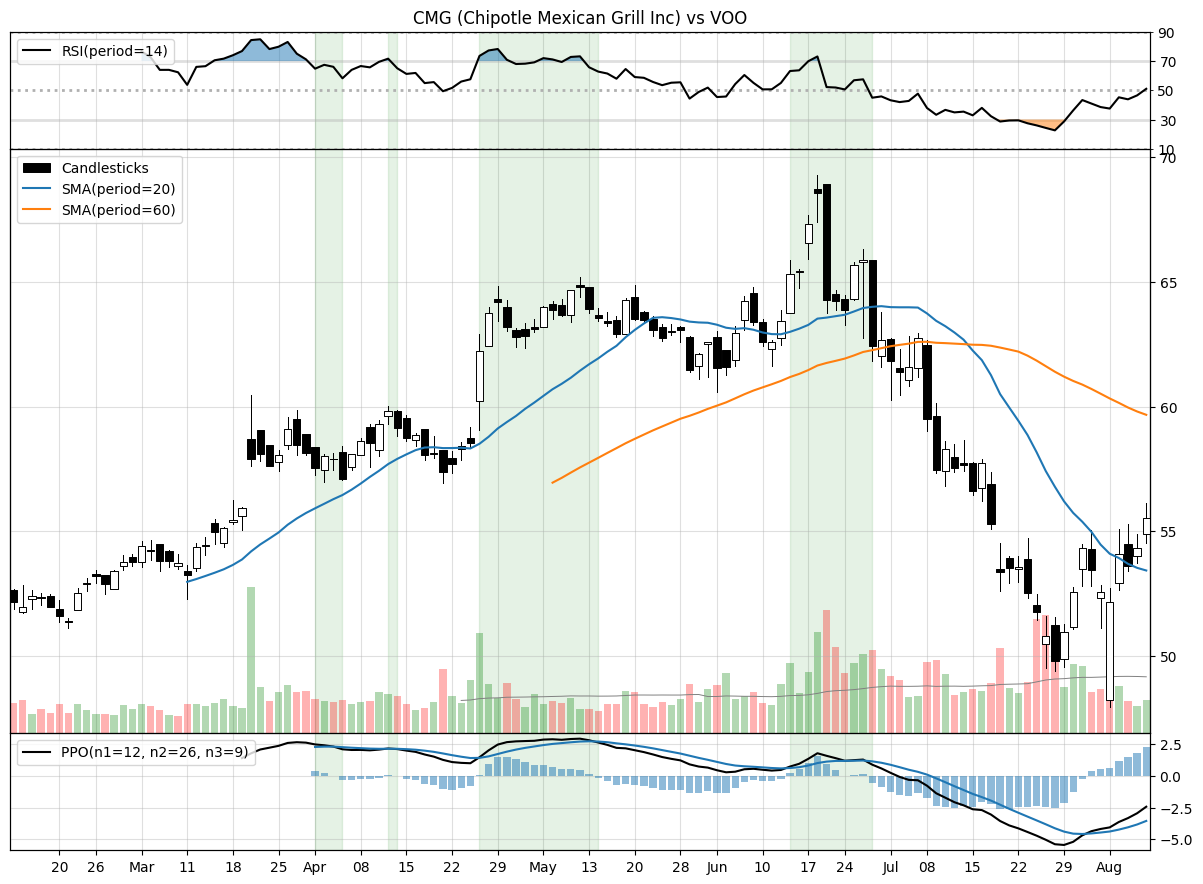 CMG (Chipotle Mexican Grill Inc) vs VOO
RSI(period=14)
90
70
50
30
10
Candlesticks
SMA(period=20)
SMA(period=60)
70
65
60
55
50
PPO(n1=12, n2=26, n3=9)
2.5
0.0
−2.5
−5.0
20 26 Mar 11 18 25 Apr 08 15 22 29 May 13 20 28 Jun 10 17 24 Jul 08 15 22 29 Aug